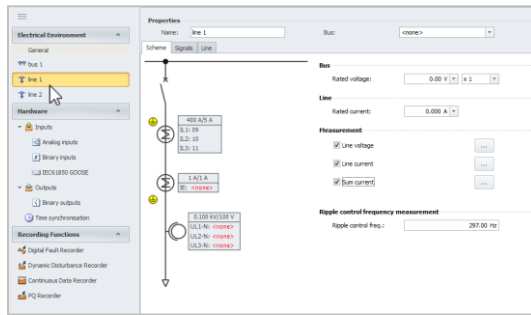 Electrical Environment
General
bus 1
line 1
line 2
Hardware
Inputs
Analog inputs
Binary inputs
IEC61850 GOOSE
Outputs
Binary outputs
Time synchronisation
Recording Functions
Digital Fault Recorder
Dynamic Disturbance Recorder
Continuous Data Recorder
PQ Recorder
Properties
Name: line 1 Bus: <none>
Scheme Signals Line
400 A/5 A
IL1: 09
IL2: 10
IL3: 11
1 A/1 A
IE: <none>
0.100 kV/100 V
UL1-N: <none>
UL2-N: <none>
UL3-N: <none>
Bus
Rated voltage: 0.00 V x 1
Line
Rated current: 0.000 A
Measurement
Line voltage ...
Line current ...
Sum current ...
Ripple control frequency measurement
Ripple control freq.: 297.00 Hz